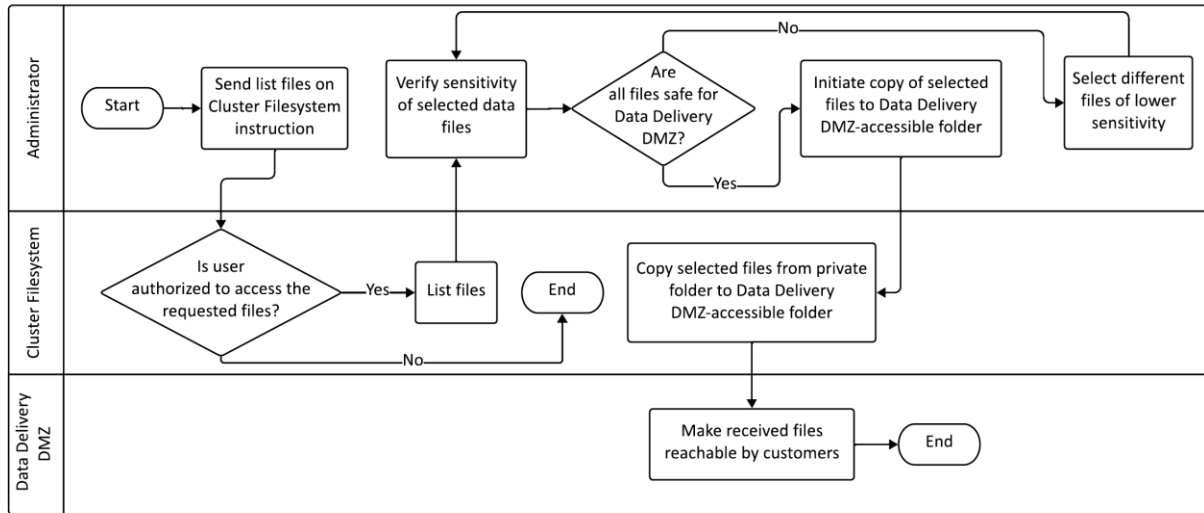 Administrator
Start
Send list files on
Cluster Filesystem
instruction
Verify sensitivity
of selected data
files
Are
all files safe for
Data Delivery
DMZ?
No
Yes
Initiate copy of selected
files to Data Delivery
DMZ-accessible folder
Select different
files of lower
sensitivity
Cluster Filesystem
Is user
authorized to access the
requested files?
Yes
No
List files
End
Copy selected files from private
folder to Data Delivery
DMZ-accessible folder
Data Delivery
DMZ
Make received files
reachable by customers
End